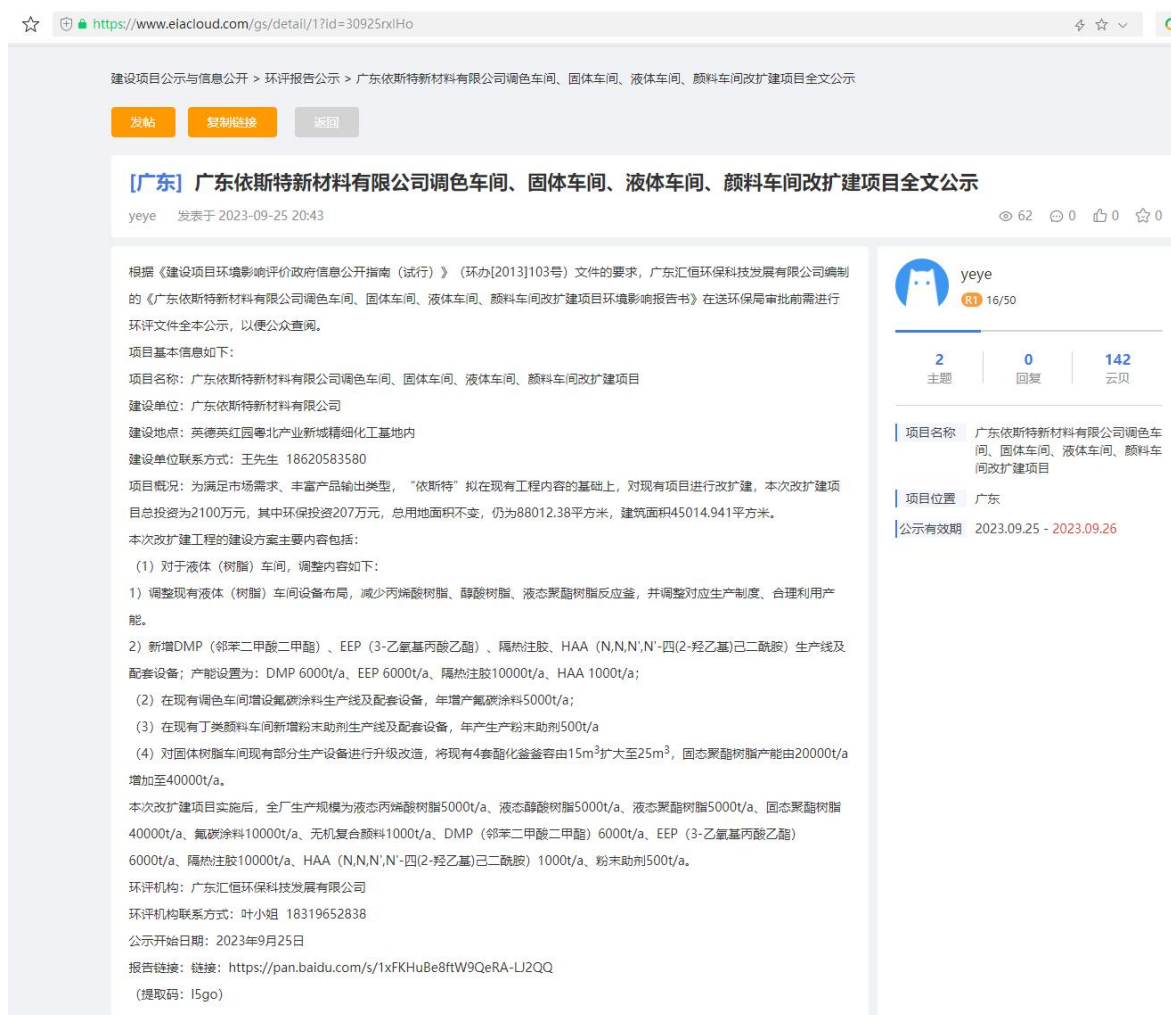 https://www.eiacloud.com/gs/detail/1?id=30925rxlHo
建设项目公示与信息公开 > 环评报告公示 > 广东依斯特新材料有限公司调色车间、固体车间、液体车间、颜料车间改扩建项目全文公示
发帖 复制链接 返回
[广东] 广东依斯特新材料有限公司调色车间、固体车间、液体车间、颜料车间改扩建项目全文公示
yeye 发表于 2023-09-25 20:43 62 0 0 0
根据《建设项目环境影响评价政府信息公开指南（试行）》（环办[2013]103号）文件的要求，广东汇恒环保科技发展有限公司编制
的《广东依斯特新材料有限公司调色车间、固体车间、液体车间、颜料车间改扩建项目环境影响报告书》在送环保局审批前需进行
环评文件全本公示，以便公众查阅。
项目基本信息如下：
项目名称：广东依斯特新材料有限公司调色车间、固体车间、液体车间、颜料车间改扩建项目
建设单位：广东依斯特新材料有限公司
建设地点：英德英红园粤北产业新城精细化工基地内
建设单位联系方式：王先生 18620583580
项目概况：为满足市场需求、丰富产品输出类型，“依斯特”拟在现有工程内容的基础上，对现有项目进行改扩建，本次改扩建项
目总投资为2100万元，其中环保投资207万元，总用地面积不变，仍为88012.38平方米，建筑面积45014.941平方米。
本次改扩建工程的建设方案主要内容包括：
（1）对于液体（树脂）车间，调整内容如下：
1）调整现有液体（树脂）车间设备布局，减少丙烯酸树脂、醇酸树脂、液态聚酯树脂反应釜，并调整对应生产制度、合理利用产
能。
2）新增DMP（邻苯二甲酸二甲酯）、EEP（3-乙氧基丙酸乙酯）、隔热注胶、HAA（N,N,N',N'-四(2-羟乙基)己二酰胺）生产线及
配套设备；产能设置为：DMP 6000t/a、EEP 6000t/a、隔热注胶10000t/a、HAA 1000t/a；
（2）在现有调色车间增设氟碳涂料生产线及配套设备，年增产氟碳涂料5000t/a；
（3）在现有丁类颜料车间新增粉末助剂生产线及配套设备，年产生产粉末助剂500t/a
（4）对固体树脂车间现有部分生产设备进行升级改造，将现有4套酯化釜釜容由15m³扩大至25m³，固态聚酯树脂产能由20000t/a
增加至40000t/a。
本次改扩建项目实施后，全厂生产规模为液态丙烯酸树脂5000t/a、液态醇酸树脂5000t/a、液态聚酯树脂5000t/a、固态聚酯树脂
40000t/a、氟碳涂料10000t/a、无机复合颜料1000t/a、DMP（邻苯二甲酸二甲酯）6000t/a、EEP（3-乙氧基丙酸乙酯）
6000t/a、隔热注胶10000t/a、HAA（N,N,N',N'-四(2-羟乙基)己二酰胺）1000t/a、粉末助剂500t/a。
环评机构：广东汇恒环保科技发展有限公司
环评机构联系方式：叶小姐 18319652838
公示开始日期：2023年9月25日
报告链接：链接：https://pan.baidu.com/s/1xFKHuBe8ftW9QeRA-LJ2QQ
（提取码：l5go）
yeye
R1 16/50
2 0 142
主题 回复 云贝
项目名称 广东依斯特新材料有限公司调色车
间、固体车间、液体车间、颜料车
间改扩建项目
项目位置 广东
公示有效期 2023.09.25 - 2023.09.26